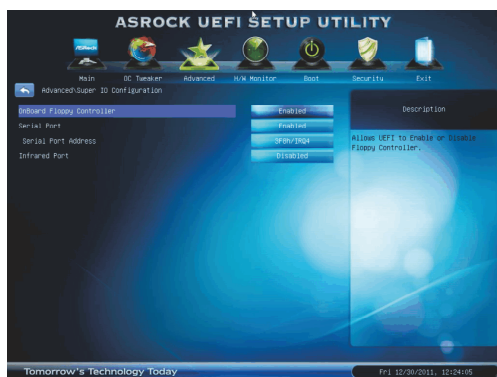 ASROCK UEFI SETUP UTILITY
ASRock
Main
OC Tweaker
Advanced
H/W Monitor
Boot
Security
Exit
Advanced\Super IO Configuration
OnBoard Floppy Controller
Enabled
Serial Port
Enabled
Serial Port Address
3F8h/IRQ4
Infrared Port
Disabled
Description
Allows UEFI to Enable or Disable
Floppy Controller.
Tomorrow's Technology Today
Fri 12/30/2011, 12:24:05